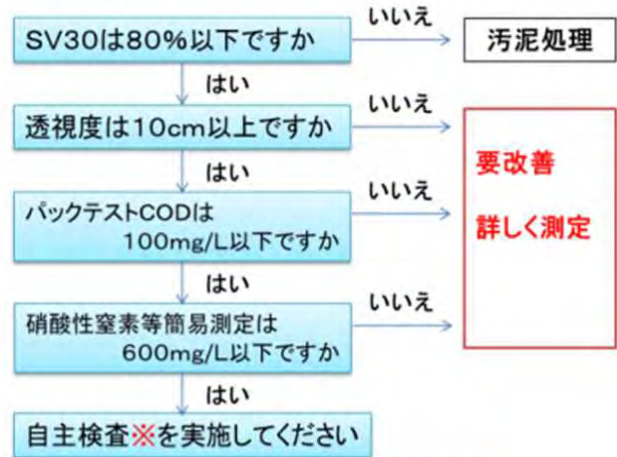 SV30は80%以下ですか
いいえ
汚泥処理
はい
透視度は10cm以上ですか
いいえ
要改善
詳しく測定
はい
パックテストCODは
100mg/L以下ですか
いいえ
はい
硝酸性窒素等簡易測定は
600mg/L以下ですか
いいえ
はい
自主検査※を実施してください